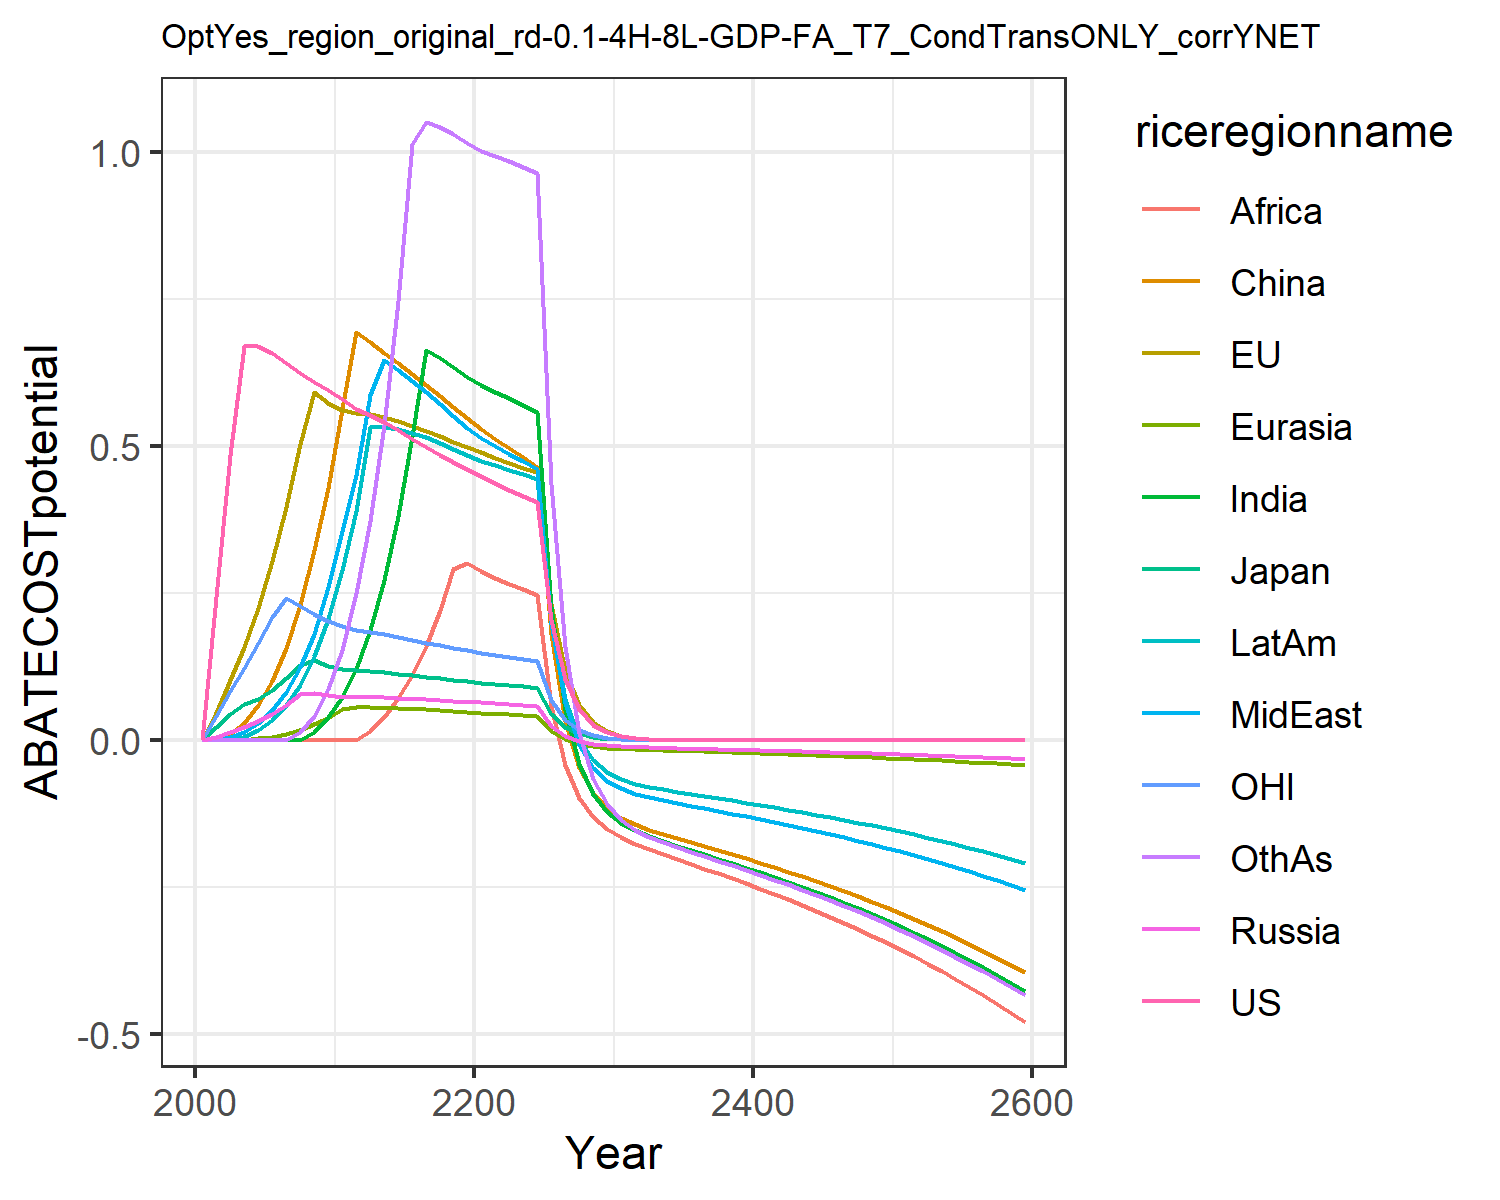 OptYes_region_original_rd-0.1-4H-8L-GDP-FA_T7_CondTransONLY_corrYNET
ABATECOSTpotential
1.0
0.5
0.0
-0.5
2000
2200
2400
2600
Year
riceregionname
Africa
China
EU
Eurasia
India
Japan
LatAm
MidEast
OHI
OthAs
Russia
US